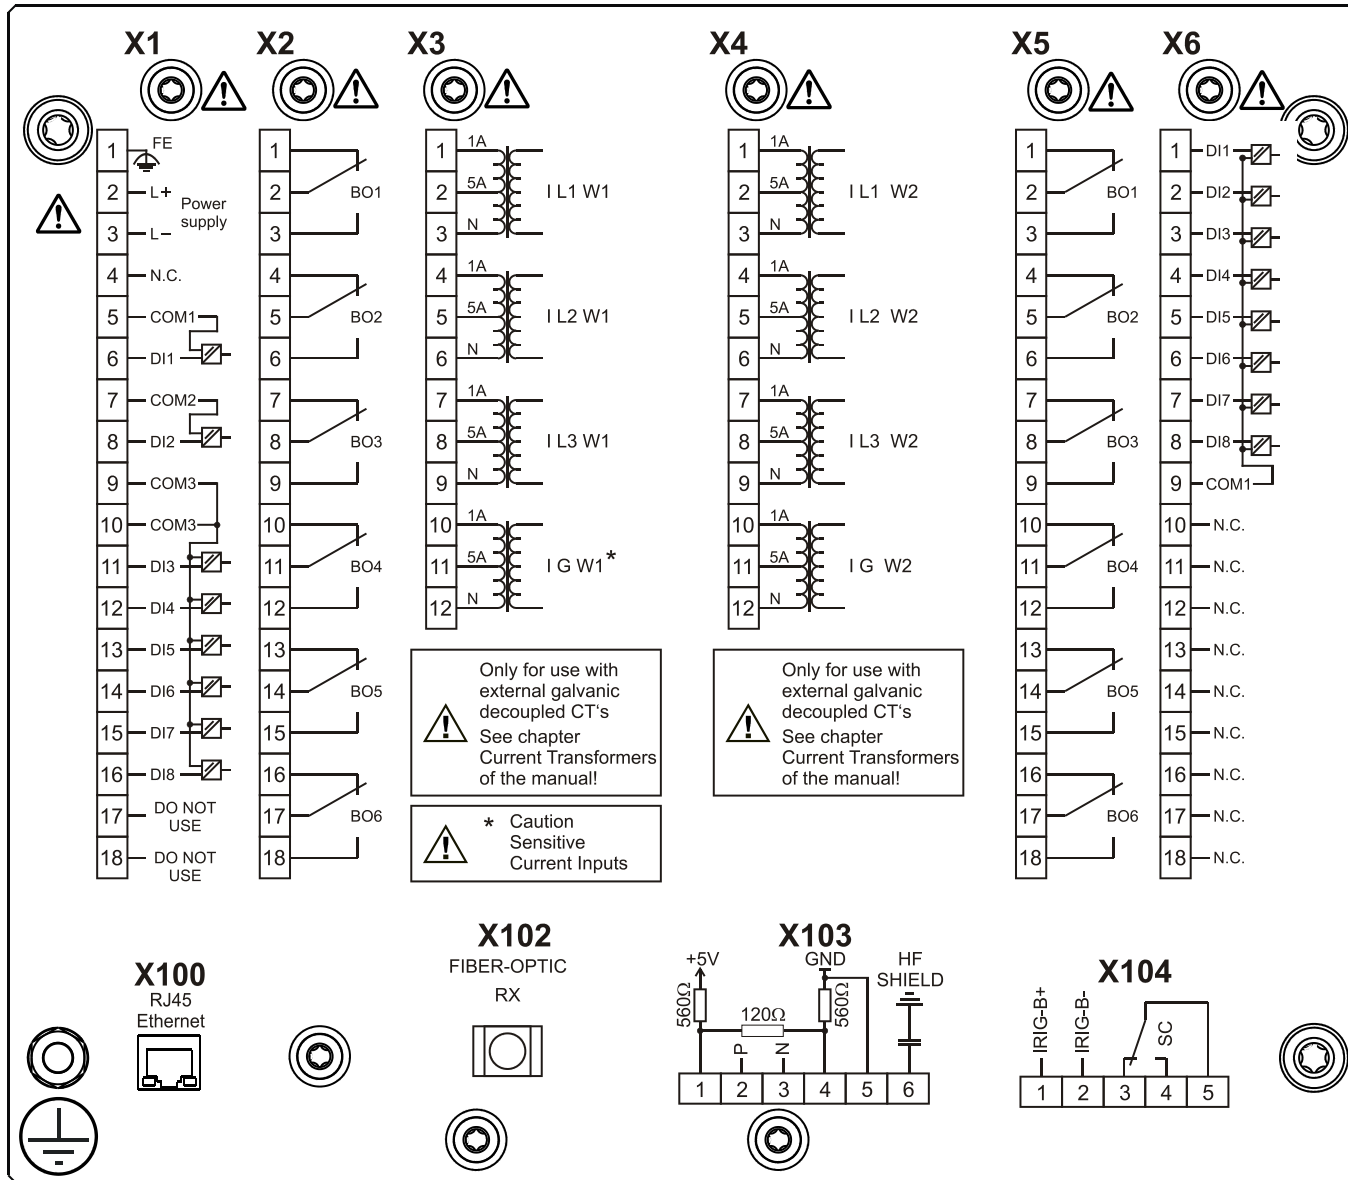 X1 X2 X3 X4 X5 X6
1 FE
2 L+
3 L–
Power
supply
4 N.C.
5 COM1
6 DI1
7 COM2
8 DI2
9 COM3
10 COM3
11 DI3
12 DI4
13 DI5
14 DI6
15 DI7
16 DI8
17 DO NOT
USE
18 DO NOT
USE
1
2 BO1
3
4
5 BO2
6
7
8 BO3
9
10
11 BO4
12
13
14 BO5
15
16
17 BO6
18
1 1A
2 5A I L1 W1
3 N
4 1A
5 5A I L2 W1
6 N
7 1A
8 5A I L3 W1
9 N
10 1A
11 5A I G W1*
12 N
Only for use with
external galvanic
decoupled CT‘s
See chapter
Current Transformers
of the manual!
* Caution
Sensitive
Current Inputs
1 1A
2 5A I L1 W2
3 N
4 1A
5 5A I L2 W2
6 N
7 1A
8 5A I L3 W2
9 N
10 1A
11 5A I G W2
12 N
Only for use with
external galvanic
decoupled CT‘s
See chapter
Current Transformers
of the manual!
1
2 BO1
3
4
5 BO2
6
7
8 BO3
9
10
11 BO4
12
13
14 BO5
15
16
17 BO6
18
1 DI1
2 DI2
3 DI3
4 DI4
5 DI5
6 DI6
7 DI7
8 DI8
9 COM1
10 N.C.
11 N.C.
12 N.C.
13 N.C.
14 N.C.
15 N.C.
16 N.C.
17 N.C.
18 N.C.
X100
RJ45
Ethernet
X102
FIBER-OPTIC
RX
X103
+5V GND HF
SHIELD
560Ω 120Ω 560Ω
P N
1 2 3 4 5 6
X104
IRIG-B+ IRIG-B- SC
1 2 3 4 5